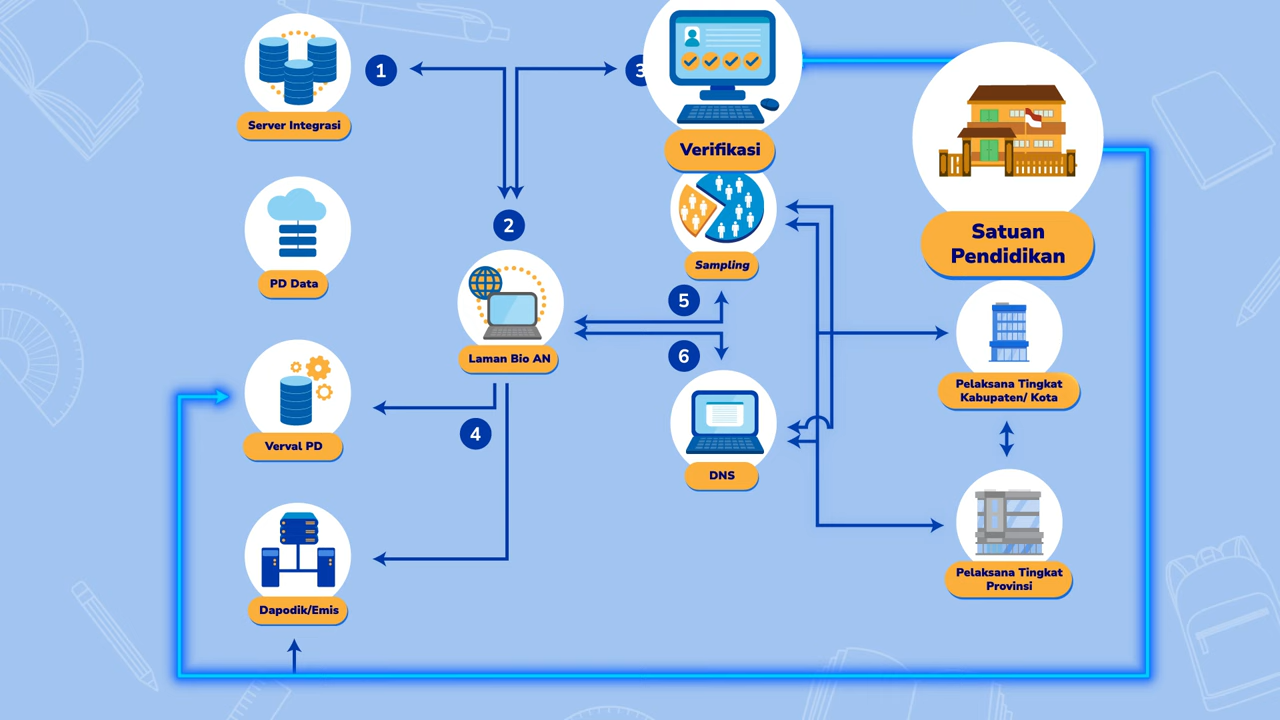 1
Server Integrasi
3
Verifikasi
Satuan
Pendidikan
2
PD Data
Sampling
5
Laman Bio AN
6
Pelaksana Tingkat
Kabupaten/ Kota
Verval PD
4
DNS
Pelaksana Tingkat
Provinsi
Dapodik/Emis